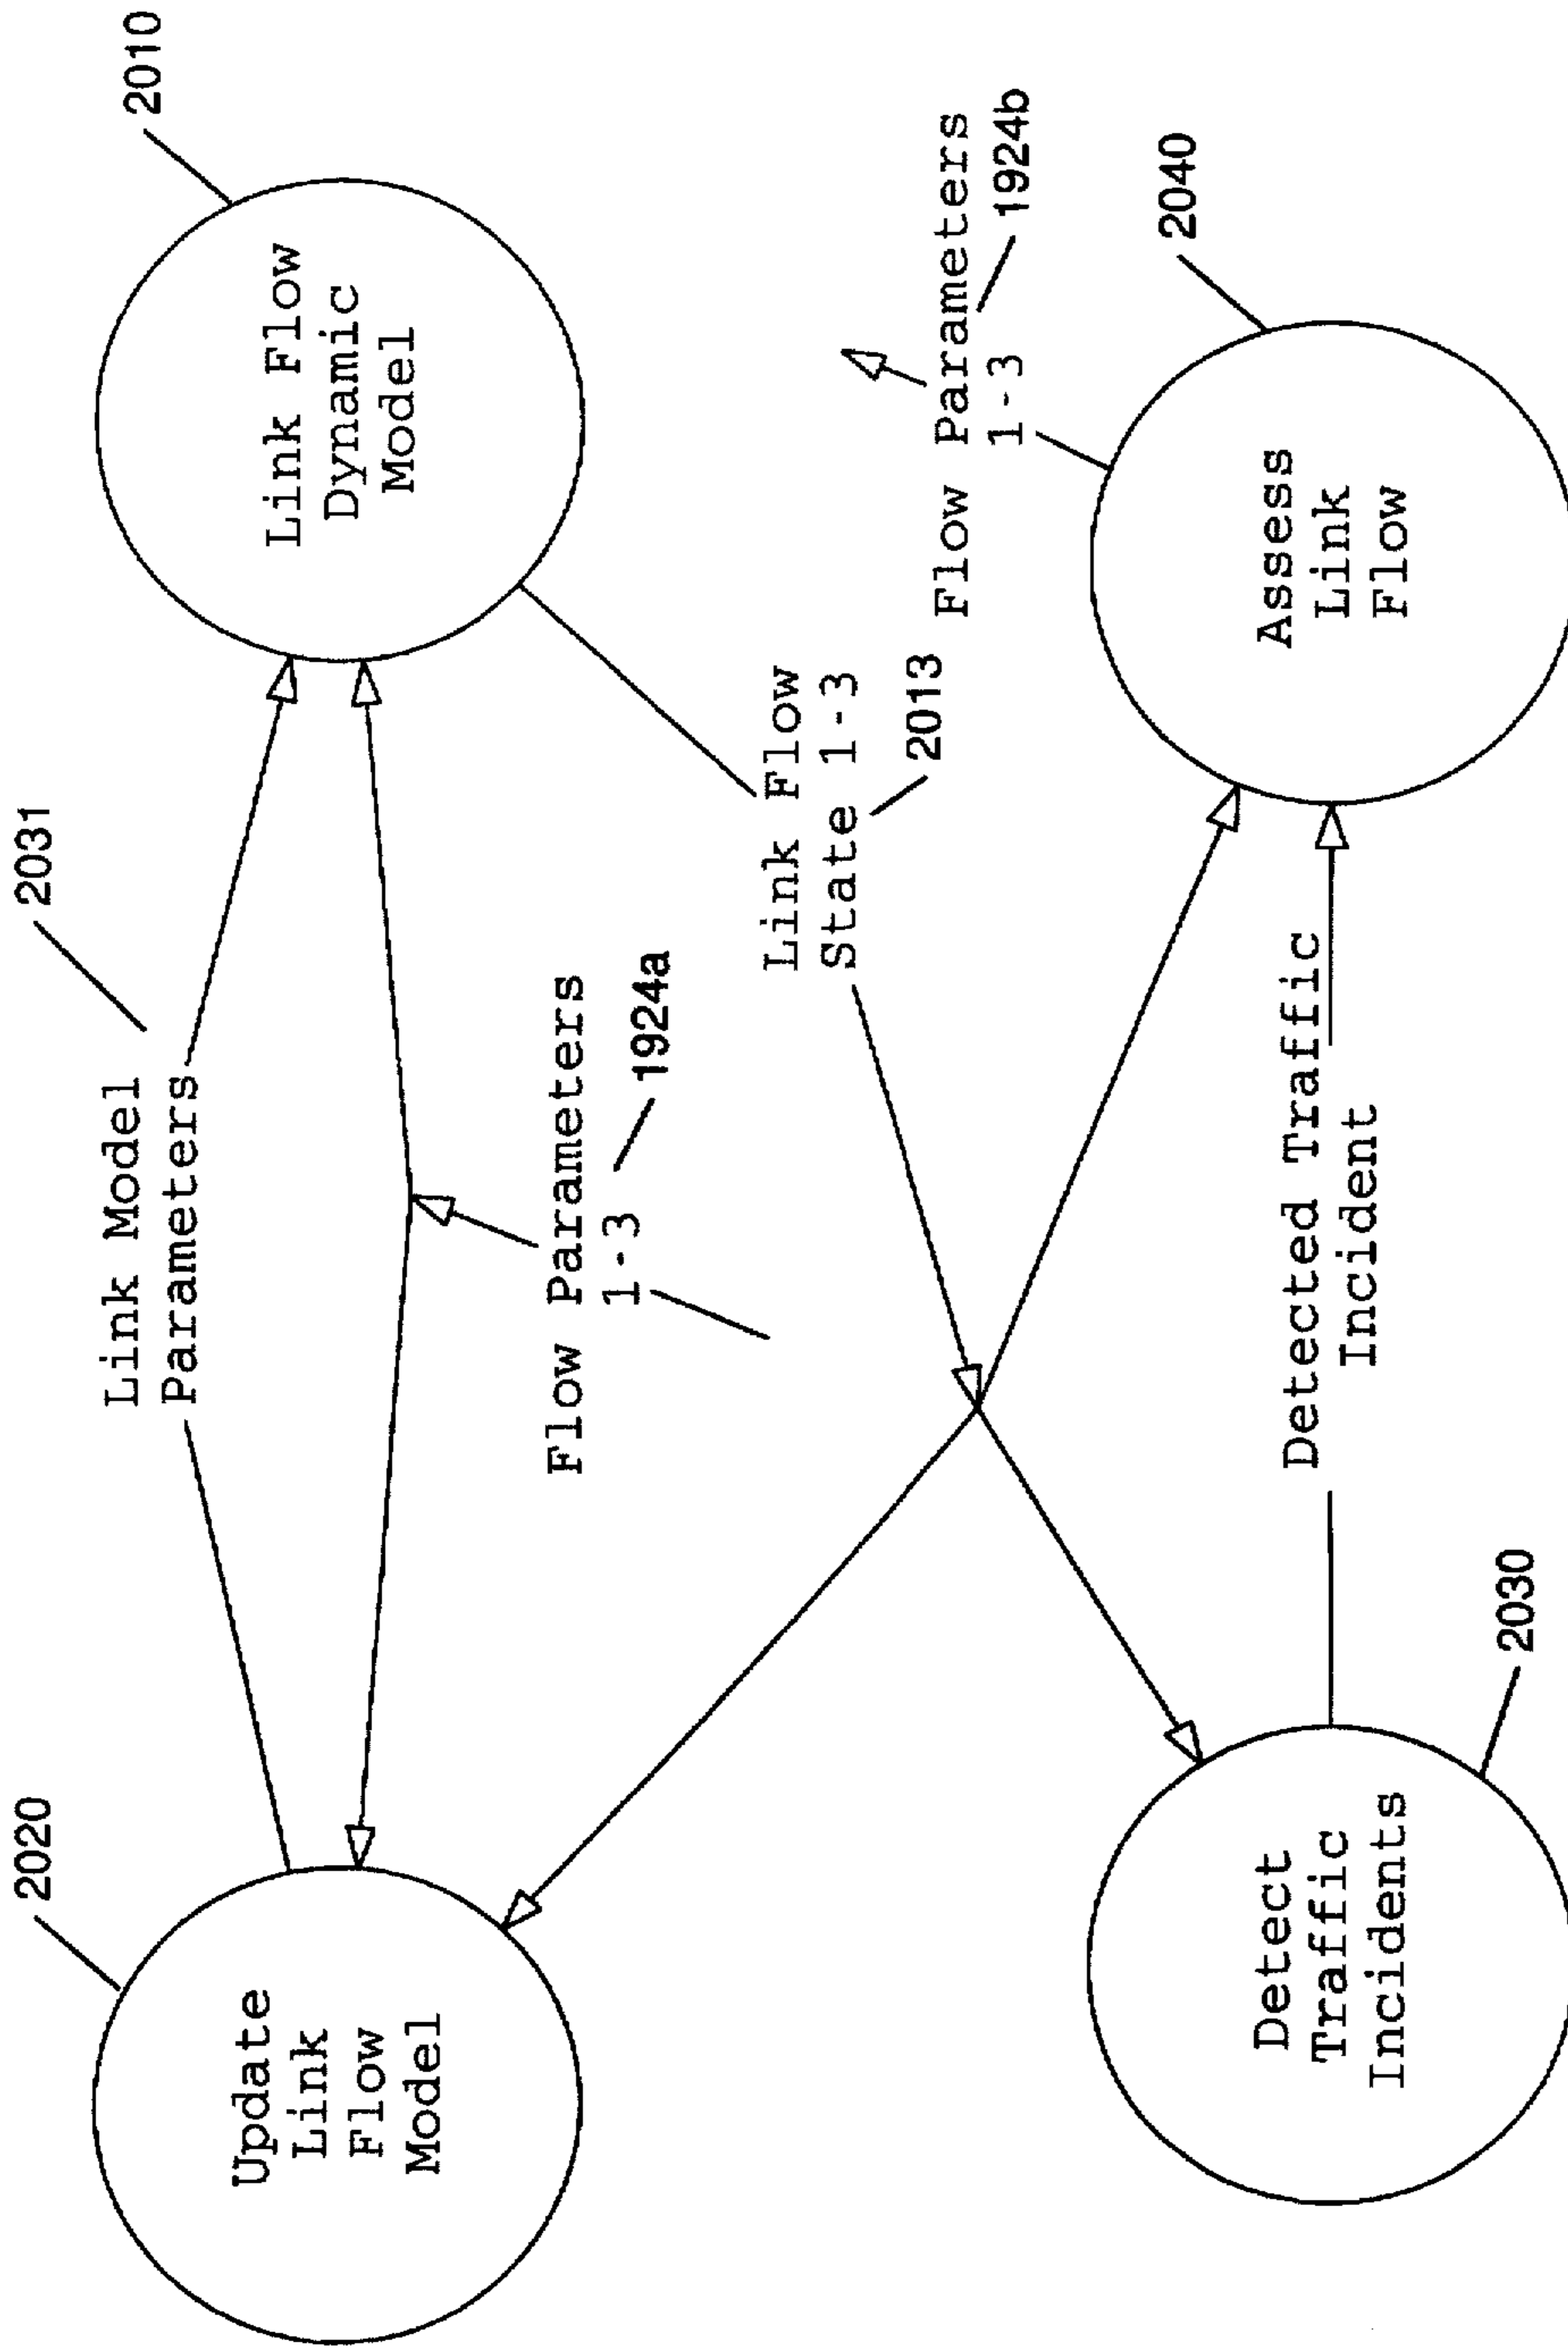 2020
2031
2010
Update
Link
Flow
Model
Link Model
Parameters
Link Flow
Dynamic
Model
Flow Parameters
1-3
1924a
Link Flow
State 1-3
2013
Flow Parameters
1-3
1924b
Detect
Traffic
Incidents
2030
Detected Traffic
Incident
Assess
Link
Flow
2040